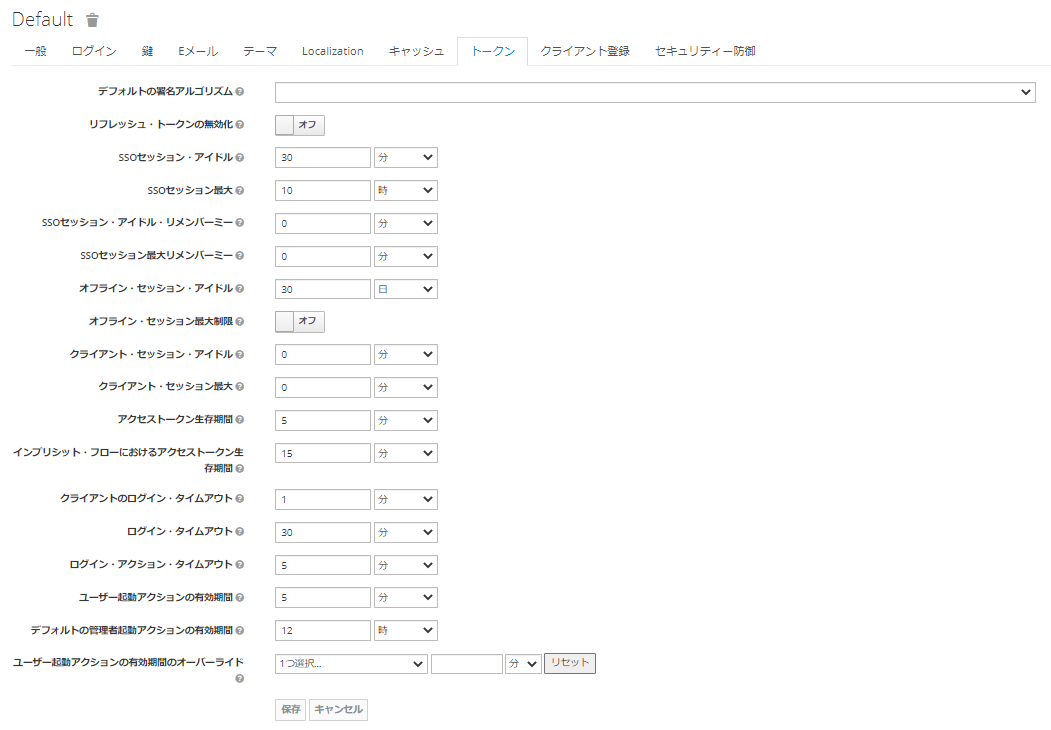 Default
一般 ログイン 鍵 Eメール テーマ Localization キャッシュ トークン クライアント登録 セキュリティー防御
デフォルトの署名アルゴリズム
リフレッシュ・トークンの無効化 オフ
SSOセッション・アイドル 30 分
SSOセッション最大 10 時
SSOセッション・アイドル・リメンバーミー 0 分
SSOセッション最大リメンバーミー 0 分
オフライン・セッション・アイドル 30 日
オフライン・セッション最大制限 オフ
クライアント・セッション・アイドル 0 分
クライアント・セッション最大 0 分
アクセストークン生存期間 5 分
インプリシット・フローにおけるアクセストークン生 15 分
存期間
クライアントのログイン・タイムアウト 1 分
ログイン・タイムアウト 30 分
ログイン・アクション・タイムアウト 5 分
ユーザー起動アクションの有効期間 5 分
デフォルトの管理者起動アクションの有効期間 12 時
ユーザー起動アクションの有効期間のオーバーライド 1つ選択... 分 リセット
保存 キャンセル